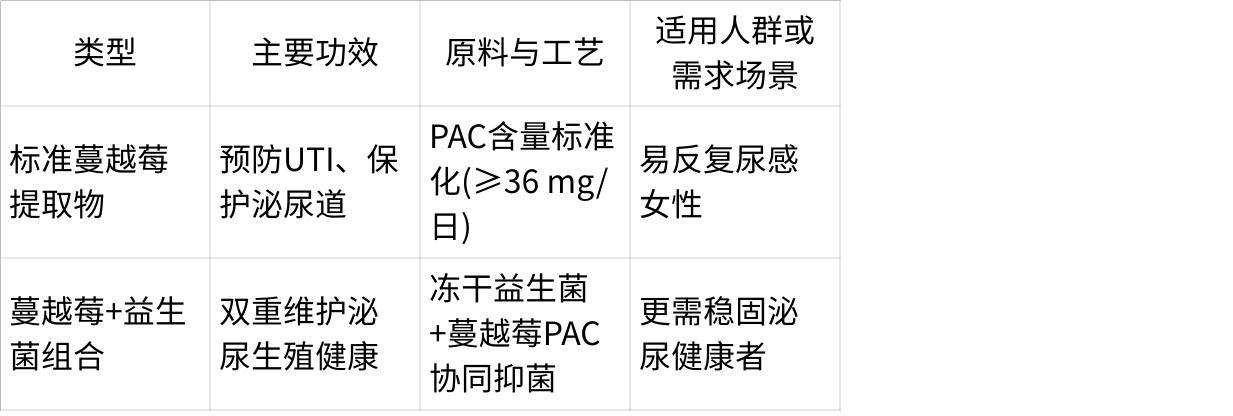 类型
主要功效
原料与工艺
适用人群或
需求场景
标准蔓越莓
提取物
预防UTI、保
护泌尿道
PAC含量标准
化(≥36 mg/
日)
易反复尿感
女性
蔓越莓+益生
菌组合
双重维护泌
尿生殖健康
冻干益生菌
+蔓越莓PAC
协同抑菌
更需稳固泌
尿健康者